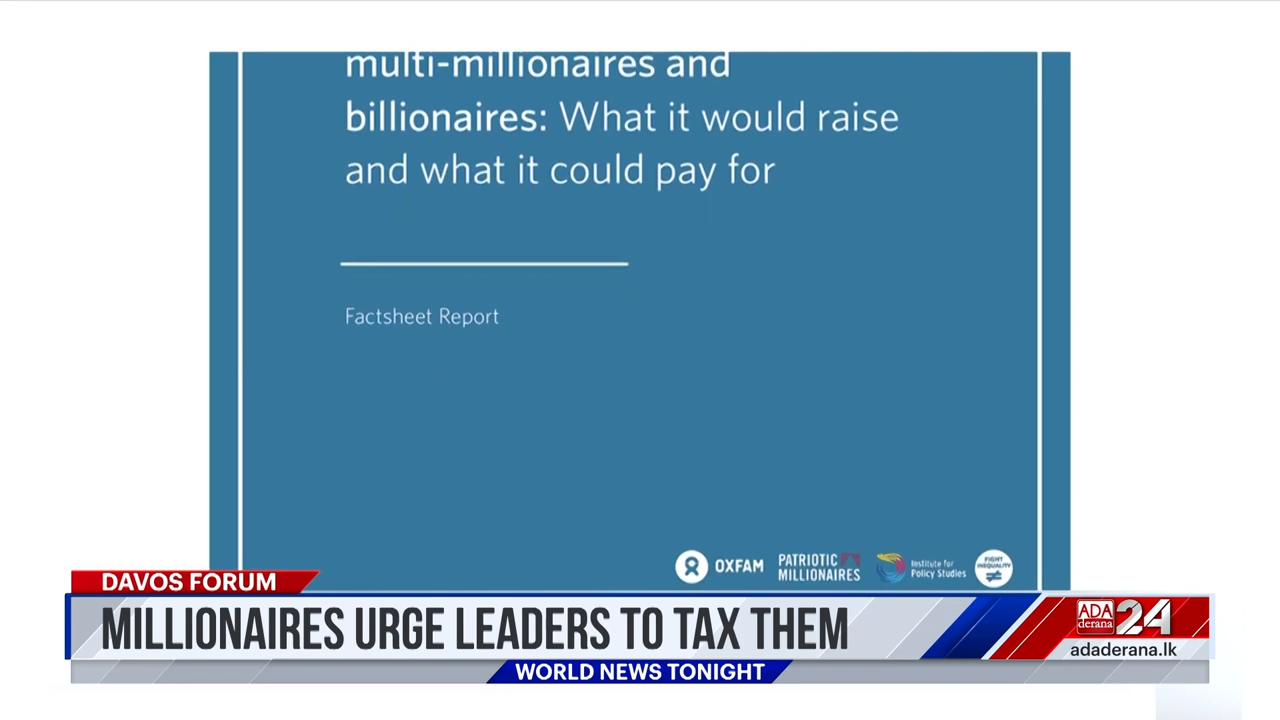 multi-millionaires and
billionaires: What it would raise
and what it could pay for
Factsheet Report
OXFAM
PATRIOTIC
MILLIONAIRES
Institute for
Policy Studies
FIGHT
INEQUALITY
DAVOS FORUM
MILLIONAIRES URGE LEADERS TO TAX THEM
ADA
derana
24
adaderana.lk
WORLD NEWS TONIGHT